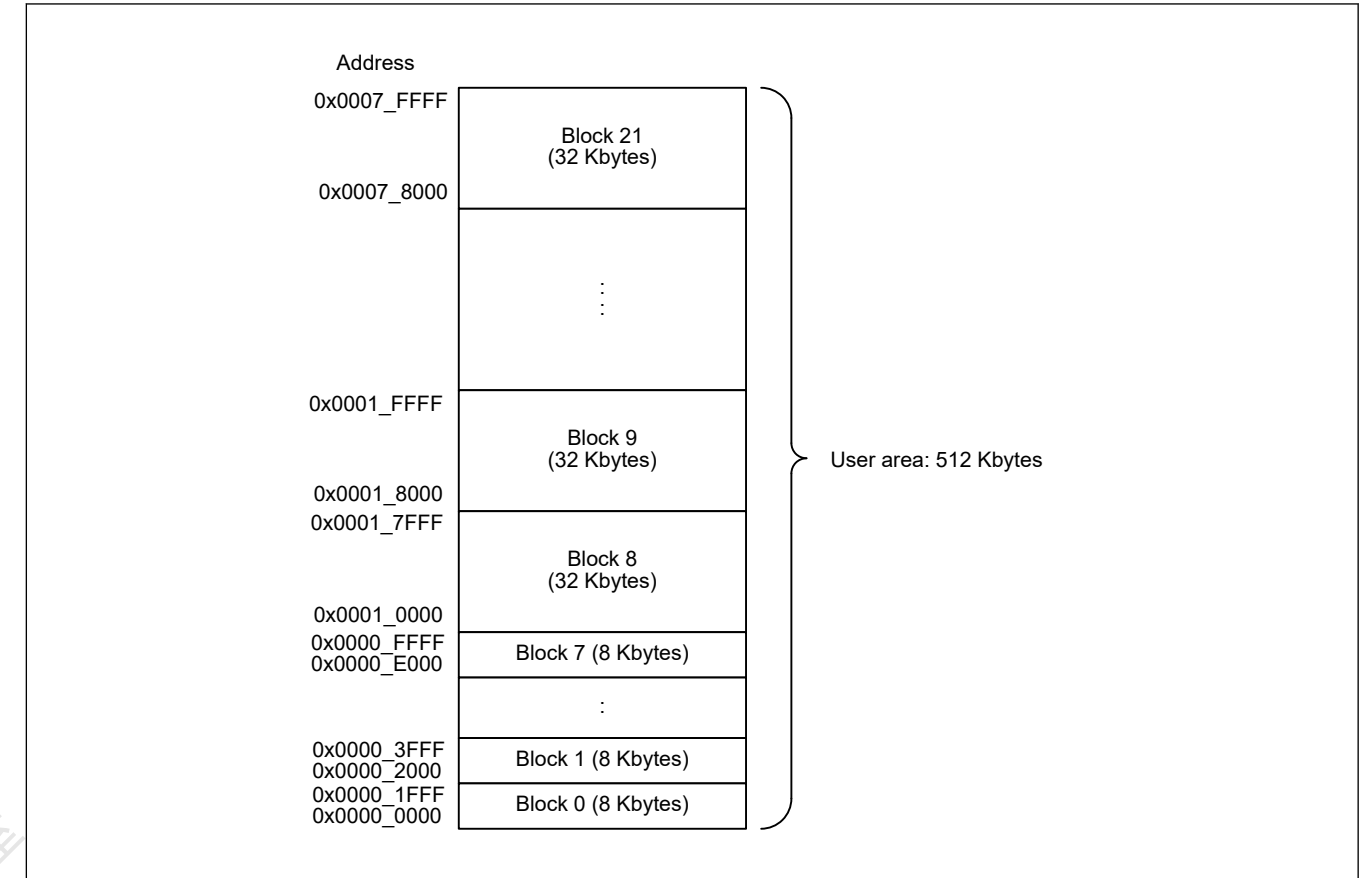 Address
0x0007_FFFF
Block 21
(32 Kbytes)
0x0007_8000
:
:
0x0001_FFFF
Block 9
(32 Kbytes)
User area: 512 Kbytes
0x0001_8000
0x0001_7FFF
Block 8
(32 Kbytes)
0x0001_0000
0x0000_FFFF
Block 7 (8 Kbytes)
0x0000_E000
:
0x0000_3FFF
Block 1 (8 Kbytes)
0x0000_2000
0x0000_1FFF
Block 0 (8 Kbytes)
0x0000_0000